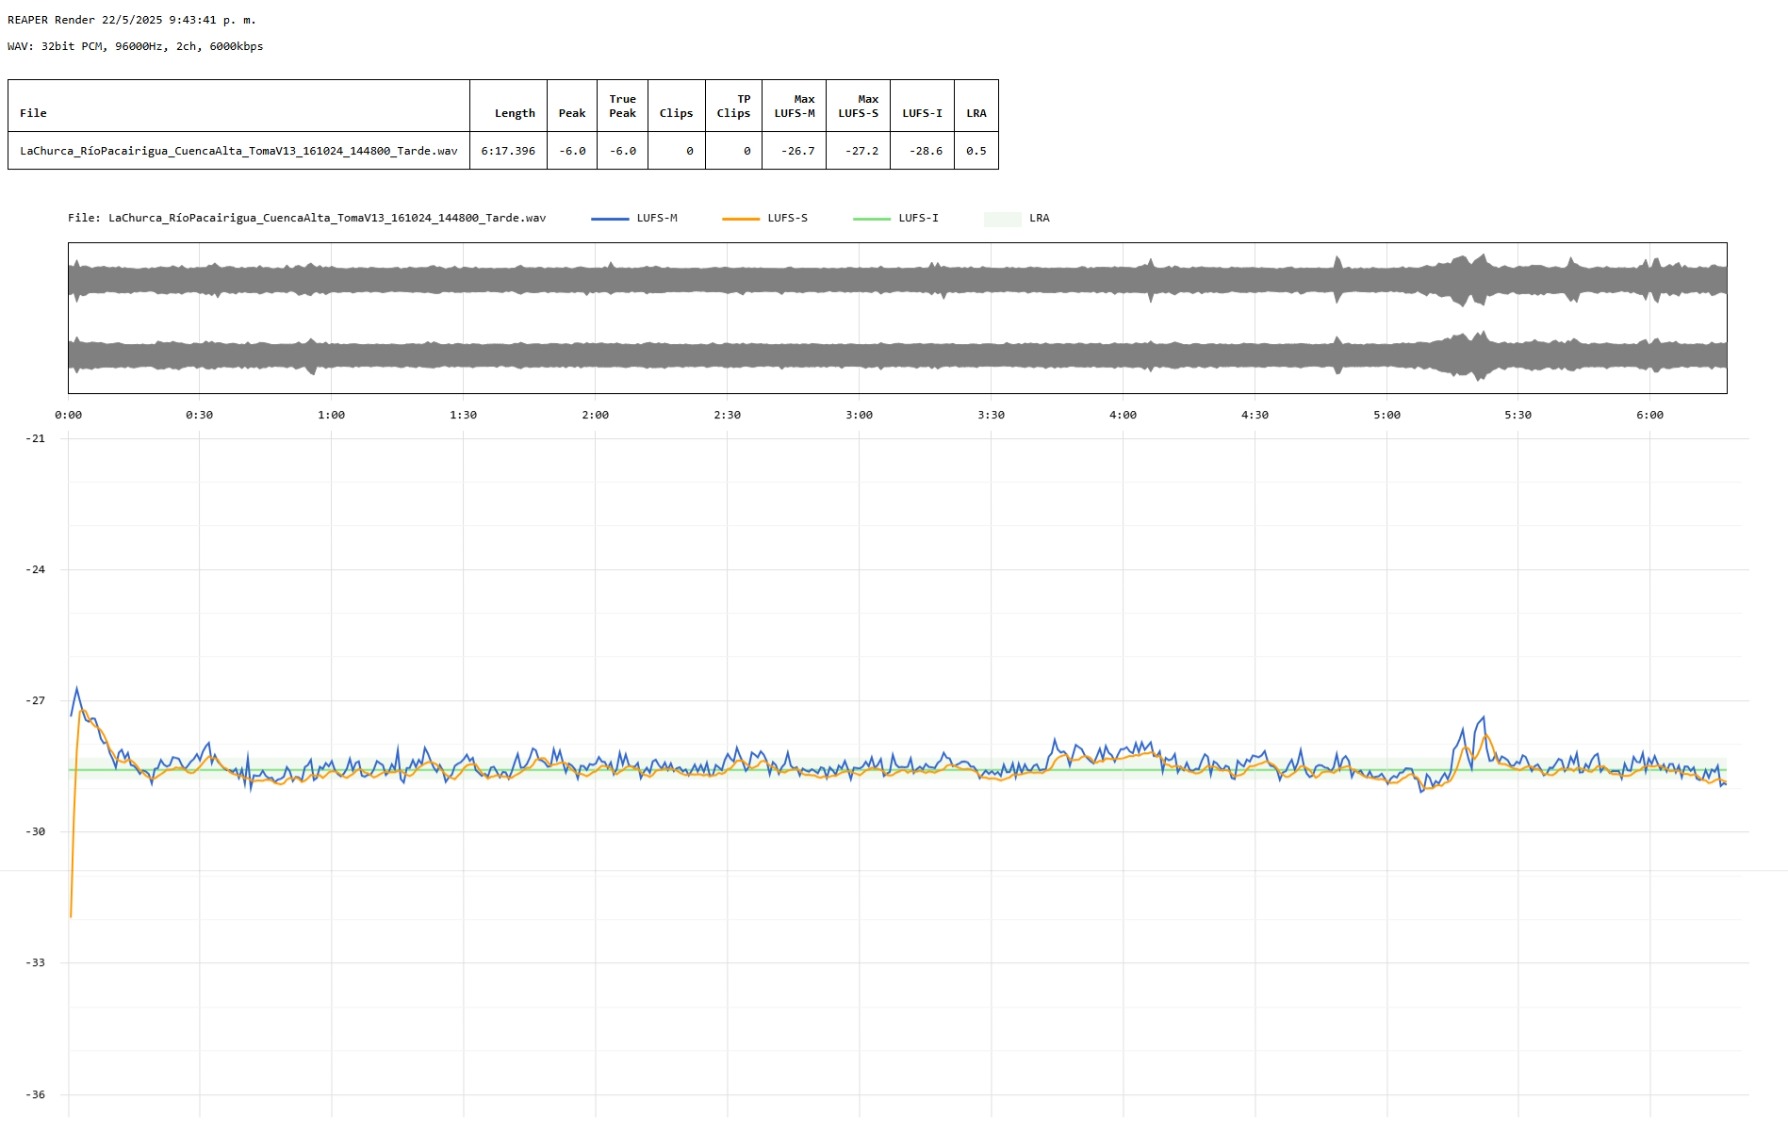 REAPER Render 22/5/2025 9:43:41 p. m.
WAV: 32bit PCM, 96000Hz, 2ch, 6000kbps
File Length Peak True Peak Clips TP Clips Max LUFS-M Max LUFS-S LUFS-I LRA
LaChurca_RíoPacairigua_CuencaAlta_TomaV13_161024_144800_Tarde.wav 6:17.396 -6.0 -6.0 0 0 -26.7 -27.2 -28.6 0.5
File: LaChurca_RíoPacairigua_CuencaAlta_TomaV13_161024_144800_Tarde.wav LUFS-M LUFS-S LUFS-I LRA
0:00 0:30 1:00 1:30 2:00 2:30 3:00 3:30 4:00 4:30 5:00 5:30 6:00
-21
-24
-27
-30
-33
-36